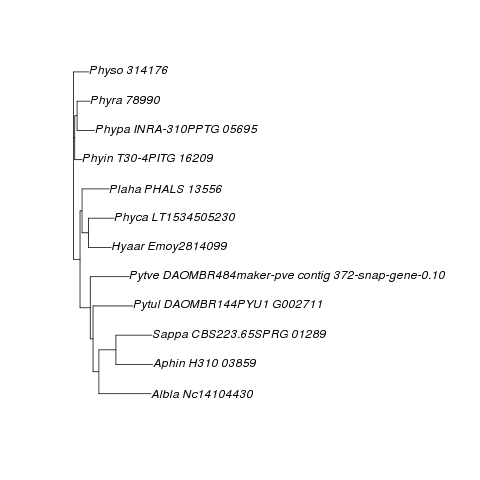 Physo 314176
Phyra 78990
Phypa INRA-310PPTG 05695
Phyin T30-4PITG 16209
Plaha PHALS 13556
Phyca LT1534505230
Hyaar Emoy2814099
Pytve DAOMBR484maker-pve contig 372-snap-gene-0.10
Pytul DAOMBR144PYU1 G002711
Sappa CBS223.65SPRG 01289
Aphin H310 03859
Albla Nc14104430